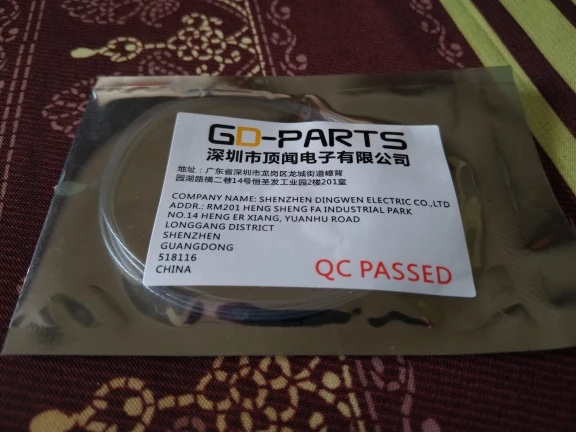 GD-PARTS
深圳市顶闻电子有限公司
地址：广东省深圳市龙岗区龙城街道嶂背
园湖路横二巷14号恒圣发工业园2楼201室
COMPANY NAME: SHENZHEN DINGWEN ELECTRIC CO.,LTD
ADDR.: RM201 HENG SHENG FA INDUSTRIAL PARK
NO.14 HENG ER XIANG, YUANHU ROAD
LONGGANG DISTRICT
SHENZHEN
GUANGDONG
518116
CHINA
QC PASSED